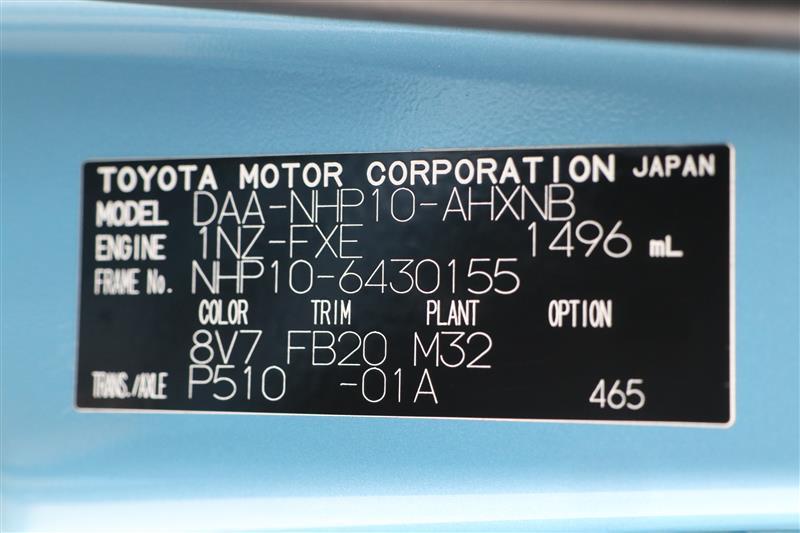 TOYOTA MOTOR CORPORATION JAPAN
MODEL DAA-NHP10-AHXNB
ENGINE 1NZ-FXE 1496 mL
FRAME No. NHP10-6430155
COLOR TRIM PLANT OPTION
8V7 FB20 M32
TRANS./AXLE P510 -01A 465